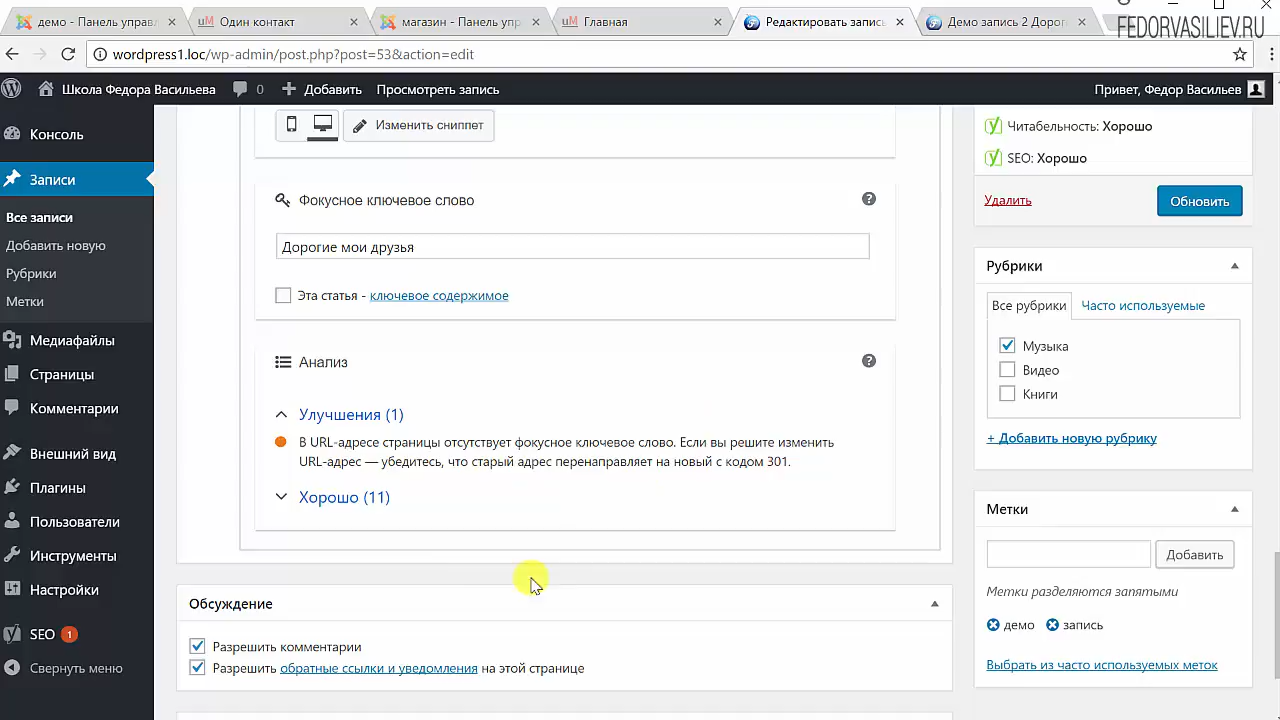 демо - Панель управл
Один контакт
магазин - Панель упр
Главная
Редактировать запись
Демо запись 2 Дорог
FEDORVASILIEV.RU
wordpress1.loc/wp-admin/post.php?post=53&action=edit
Школа Федора Васильева
0
Добавить
Просмотреть запись
Привет, Федор Васильев
Консоль
Записи
Все записи
Добавить новую
Рубрики
Метки
Медиафайлы
Страницы
Комментарии
Внешний вид
Плагины
Пользователи
Инструменты
Настройки
SEO 1
Свернуть меню
Изменить сниппет
Фокусное ключевое слово
Дорогие мои друзья
Эта статья - ключевое содержимое
Анализ
Улучшения (1)
В URL-адресе страницы отсутствует фокусное ключевое слово. Если вы решите изменить
URL-адрес — убедитесь, что старый адрес перенаправляет на новый с кодом 301.
Хорошо (11)
Обсуждение
Разрешить комментарии
Разрешить обратные ссылки и уведомления на этой странице
Читабельность: Хорошо
SEO: Хорошо
Удалить
Обновить
Рубрики
Все рубрики
Часто используемые
Музыка
Видео
Книги
+ Добавить новую рубрику
Метки
Добавить
Метки разделяются запятыми
демо
запись
Выбрать из часто используемых меток